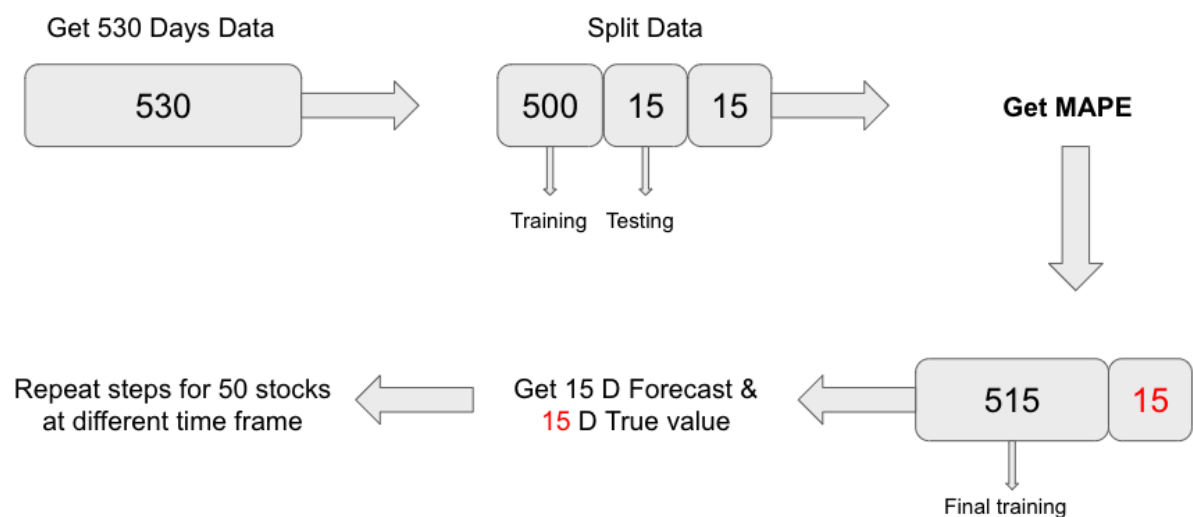 Get 530 Days Data
Split Data
530
500
15
15
Get MAPE
Training
Testing
Repeat steps for 50 stocks
at different time frame
Get 15 D Forecast &
15 D True value
515
15
Final training